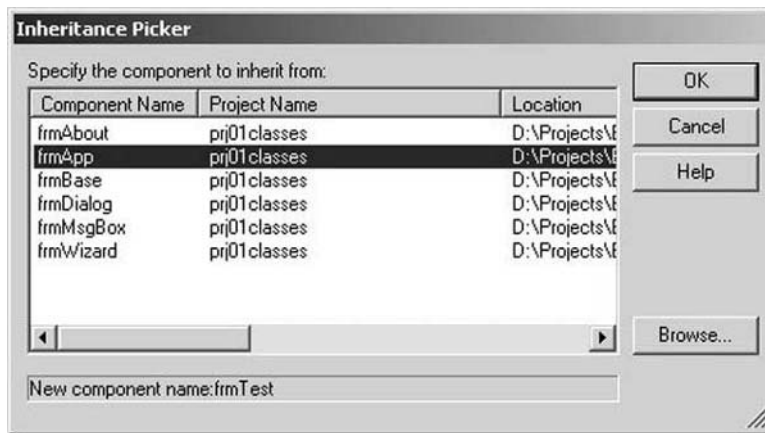 Inheritance Picker
Specify the component to inherit from:
Component Name Project Name Location
frmAbout prj01classes D:\Projects\E
frmApp prj01classes D:\Projects\E
frmBase prj01classes D:\Projects\E
frmDialog prj01classes D:\Projects\E
frmMsgBox prj01classes D:\Projects\E
frmWizard prj01classes D:\Projects\E
OK
Cancel
Help
Browse...
New component name:frmTest